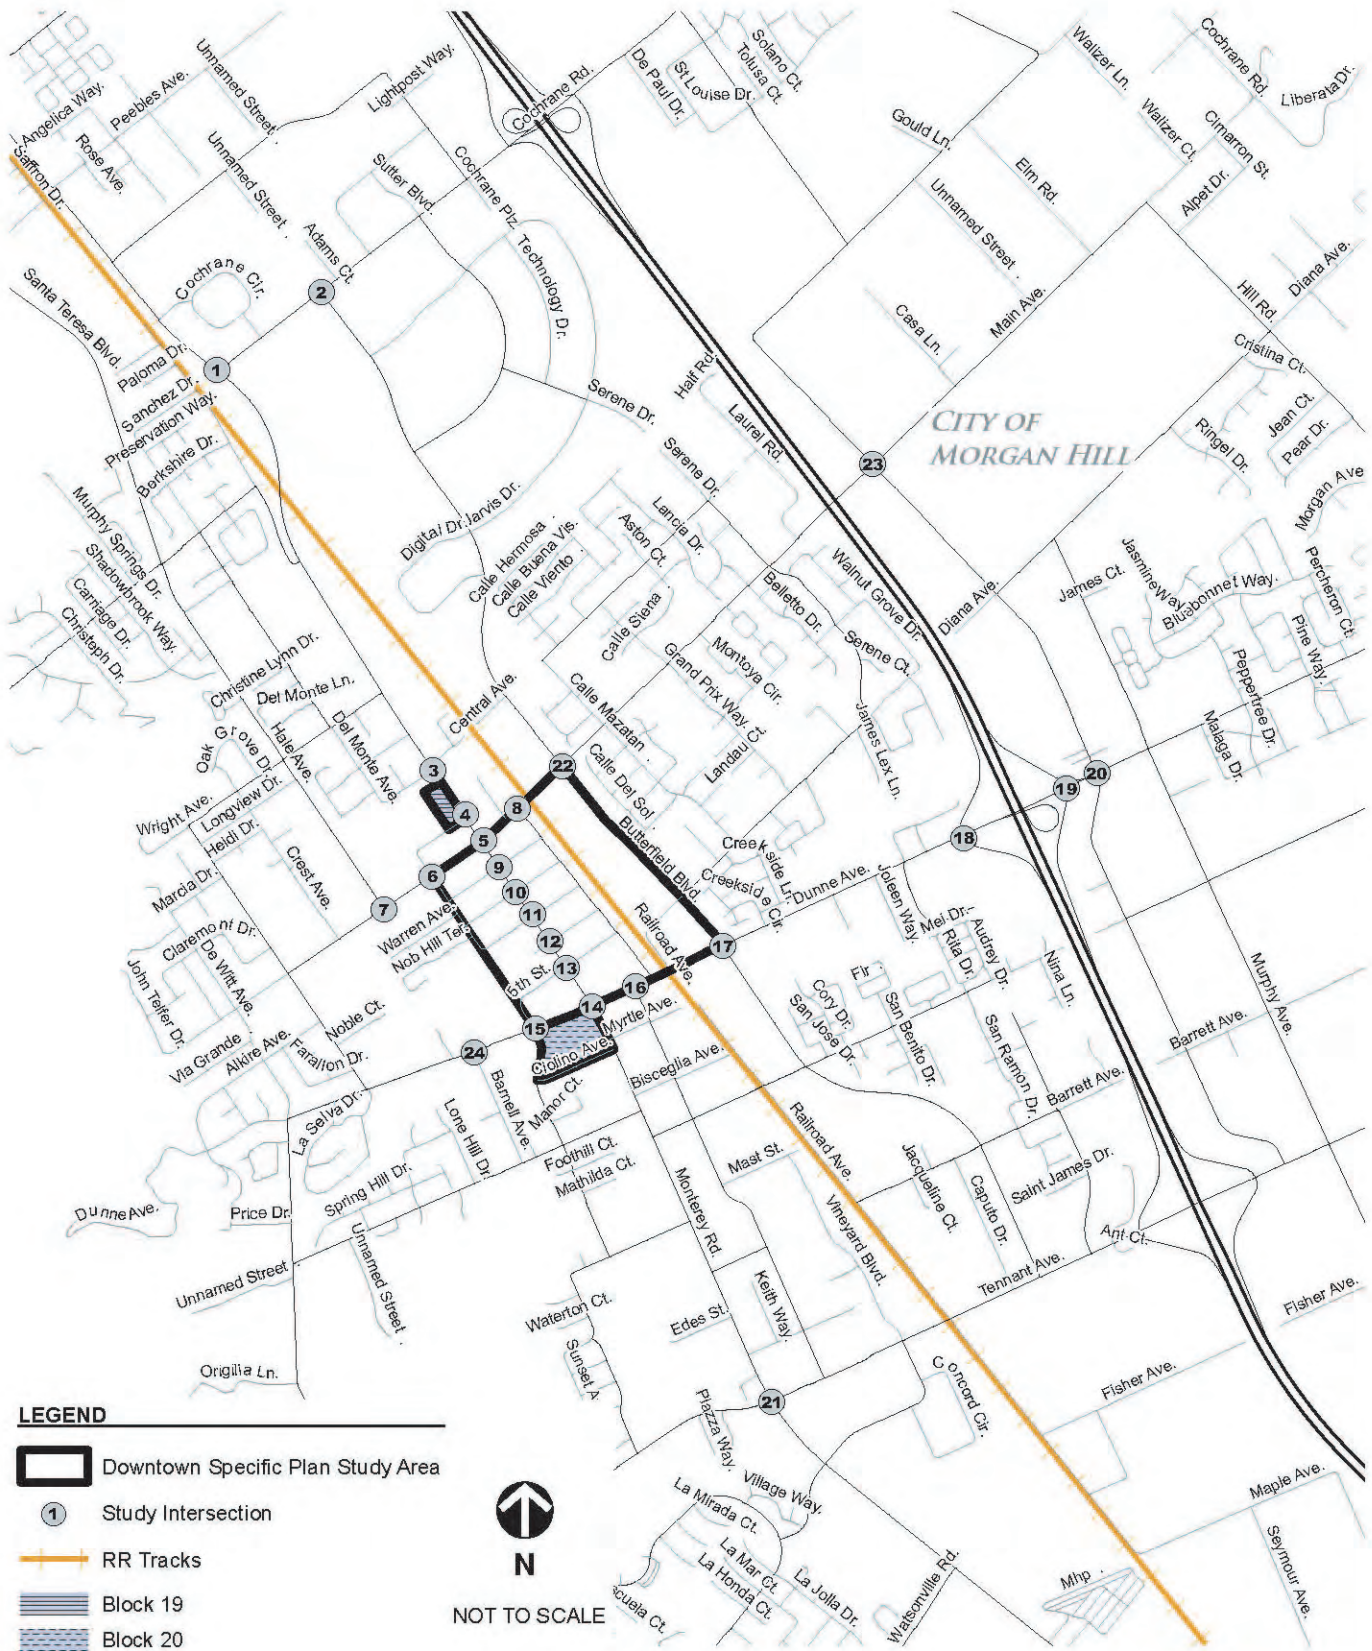 Angelica Way.
Peebles Ave.
Unnamed Street.
Lightpost Way.
Cochrane Rd.
De Paul Dr.
St Louise Dr.
Solano Ct.
Tolusa Ct.
Walizer Ln.
Cochrane Rd.
Liberata Dr.
Saffron Dr.
Rose Ave.
Unnamed Street
Sutter Blvd.
Cochrane Plz.
Gould Ln.
Elm Rd.
Walizer Ct.
Cimarron St.
Alpet Dr.
Unnamed Street
Adams Ct.
Technology Dr.
Cochrane Cir.
Santa Teresa Blvd.
2
Main Ave.
Hill Rd.
Diana Ave.
Casa Ln.
Cristina Ct.
Paloma Dr.
1
Sanchez Dr.
Preservation Way.
Berkshire Dr.
Half Rd.
Serene Dr.
Laurel Rd.
Serene Dr.
CITY OF
MORGAN HILL
23
Ringel Dr.
Jean Ct.
Pear Dr.
Morgan Ave
Murphy Springs Dr.
Shadowbrook Way.
Carriage Dr.
Christeph Dr.
Digital Dr.
Jarvis Dr.
Calle Hermosa
Calle Buena Vis.
Calle Viento
Aston Ct.
Lancia Dr.
Calle Siena
Belletto Dr.
Walnut Grove Dr.
Serene Ct.
Diana Ave.
James Ct.
Jasmine Way
Bluebonnet Way.
Percheron Ct.
Pine Way.
Peppertree Dr.
Malaga Dr.
Christine Lynn Dr.
Del Monte Ln.
Central Ave.
Montoya Cir.
Grand Prix Way.
Landau Ct.
Calle Mazatan
James Lex Ln.
Oak Grove Dr.
Hale Ave.
Del Monte Ave.
3
22
Calle Del Sol
20
19
Wright Ave.
Longview Dr.
Heidi Dr.
4
8
5
Butterfield Blvd.
18
Marcia Dr.
Crest Ave.
6
9
Creekside Ln.
Creekside Cir.
Dunne Ave.
Joleen Way.
7
10
11
Warren Ave.
Nob Hill Ter.
12
Railroad Ave.
17
Mel Dr.
Rita Dr.
Audrey Dr.
Claremont Dr.
De Witt Ave.
John Telfer Dr.
5th St.
13
16
Cory Dr.
San Jose Dr.
Fir
San Benito Dr.
San Ramon Dr.
Nina Ln.
Murphy Ave.
Noble Ct.
14
15
Myrtle Ave.
Via Grande
Alkire Ave.
Farallon Dr.
24
Ciolino Ave.
Bisceglia Ave.
Barrett Ave.
Barrett Ave.
La Selva Dr.
Lone Hill Dr.
Barnell Ave.
Manor Ct.
Foothill Ct.
Mathilda Ct.
Mast St.
Railroad Ave.
Jacqueline Ct.
Caputo Dr.
Saint James Dr.
Dunne Ave.
Price Dr.
Spring Hill Dr.
Monterey Rd.
Vineyard Blvd.
Ant Ct.
Tennant Ave.
Unnamed Street
Unnamed Street
Waterton Ct.
Edes St.
Keith Way.
Fisher Ave.
Origilia Ln.
Sunset A
Fisher Ave.
Concord Cir.
21
Piazza Way.
Village Way.
La Mirada Ct.
La Mar Ct.
La Honda Ct.
La Jolla Dr.
Watsonville Rd.
Maple Ave.
Seymour Ave.
Mhp
scuela Ct.
LEGEND
Downtown Specific Plan Study Area
1 Study Intersection
RR Tracks
Block 19
Block 20
N
NOT TO SCALE